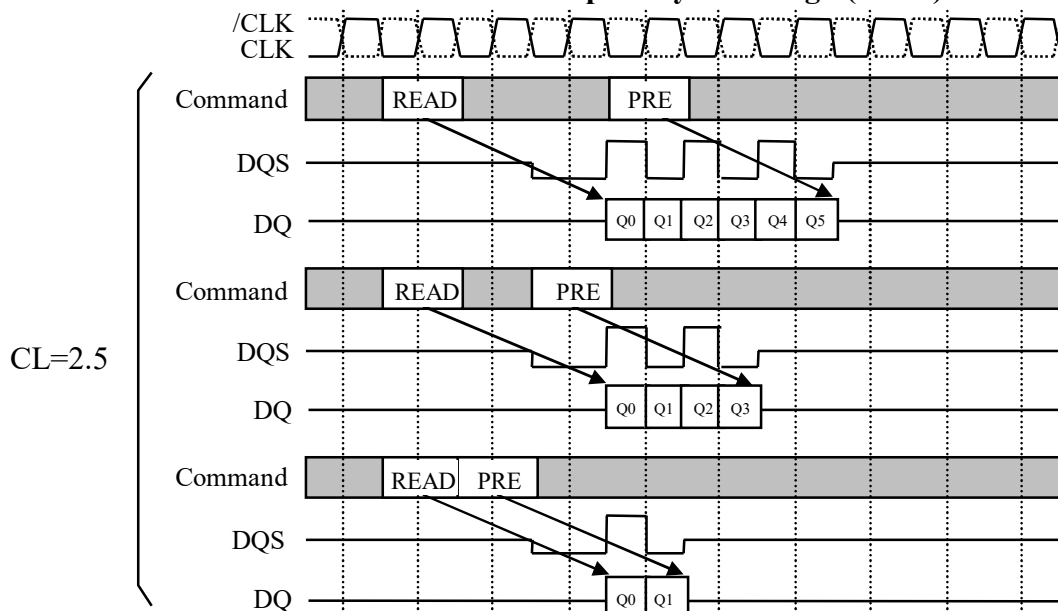 /CLK
CLK
Command READ PRE
DQS
DQ Q0 Q1 Q2 Q3 Q4 Q5
Command READ PRE
CL=2.5
DQS
DQ Q0 Q1 Q2 Q3
Command READ PRE
DQS
DQ Q0 Q1